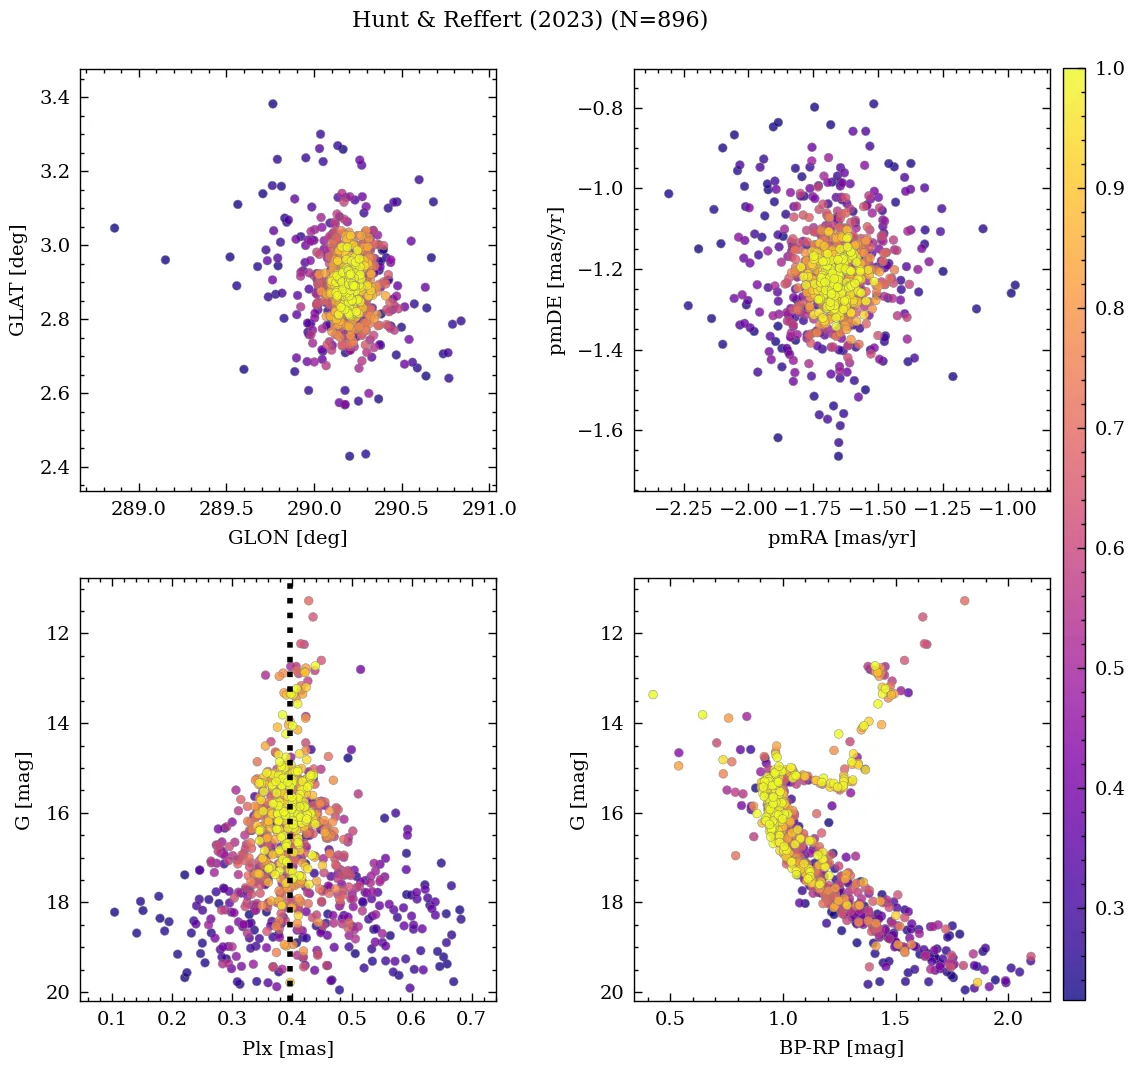 Hunt & Reffert (2023) (N=896)
3.4
3.2
3.0
2.8
2.6
2.4
GLAT [deg]
289.0 289.5 290.0 290.5 291.0
GLON [deg]
−0.8
−1.0
−1.2
−1.4
−1.6
pmDE [mas/yr]
−2.25 −2.00 −1.75 −1.50 −1.25 −1.00
pmRA [mas/yr]
12
14
16
18
20
G [mag]
0.1 0.2 0.3 0.4 0.5 0.6 0.7
Plx [mas]
12
14
16
18
20
G [mag]
0.5 1.0 1.5 2.0
BP-RP [mag]
1.0
0.9
0.8
0.7
0.6
0.5
0.4
0.3